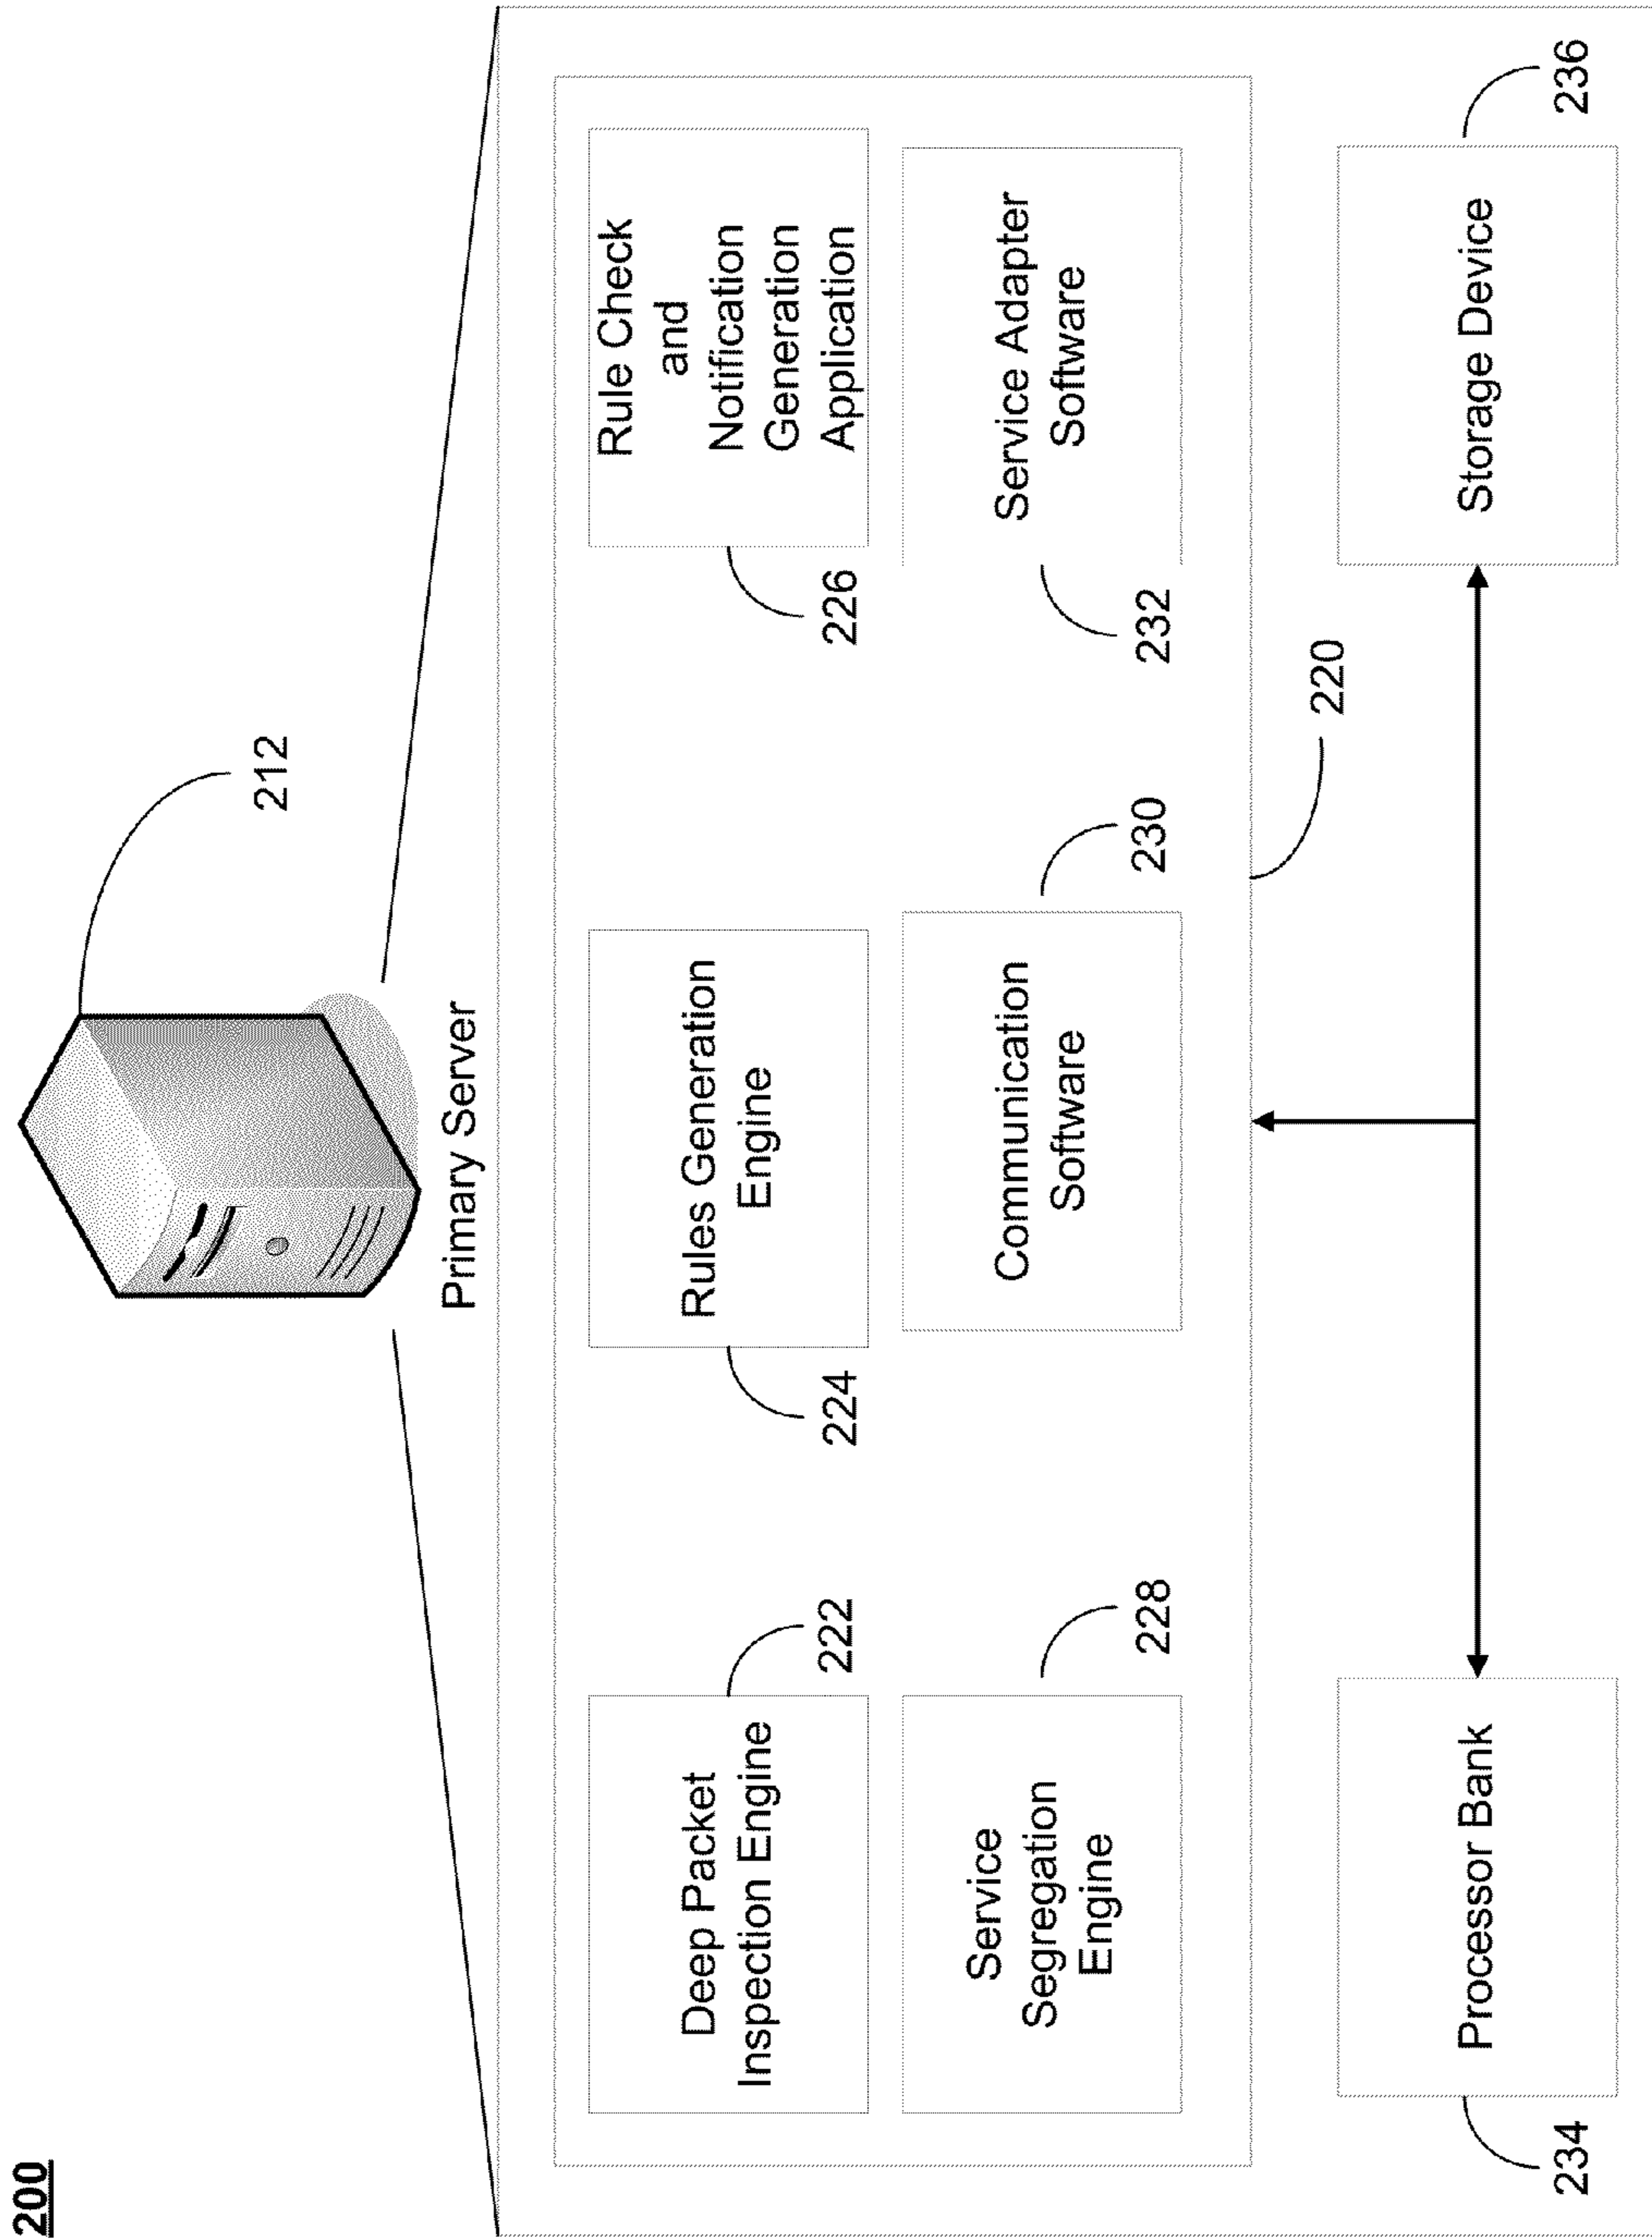 200
212
Primary Server
Deep Packet
Inspection Engine
222
Rules Generation
Engine
224
Rule Check
and
Notification
Generation
Application
226
Service
Segregation
Engine
228
Communication
Software
230
Service Adapter
Software
232
220
Processor Bank
234
Storage Device
236